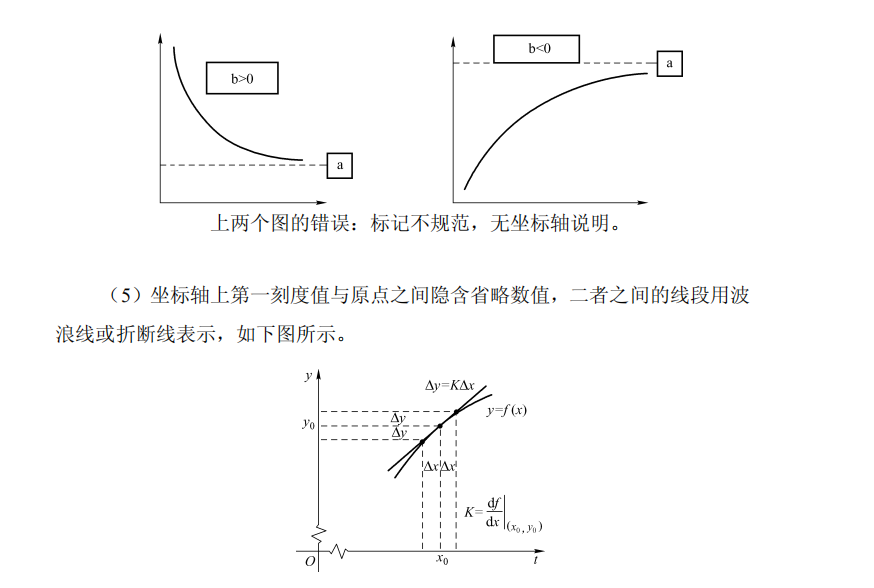 b>0
a
b<0
a
上两个图的错误：标记不规范，无坐标轴说明。
（5）坐标轴上第一刻度值与原点之间隐含省略数值，二者之间的线段用波
浪线或折断线表示，如下图所示。
y
Δy=KΔx
y=f(x)
y₀
Δy
Δy
Δx Δx
K=df/dx|(x₀, y₀)
O
x₀
t